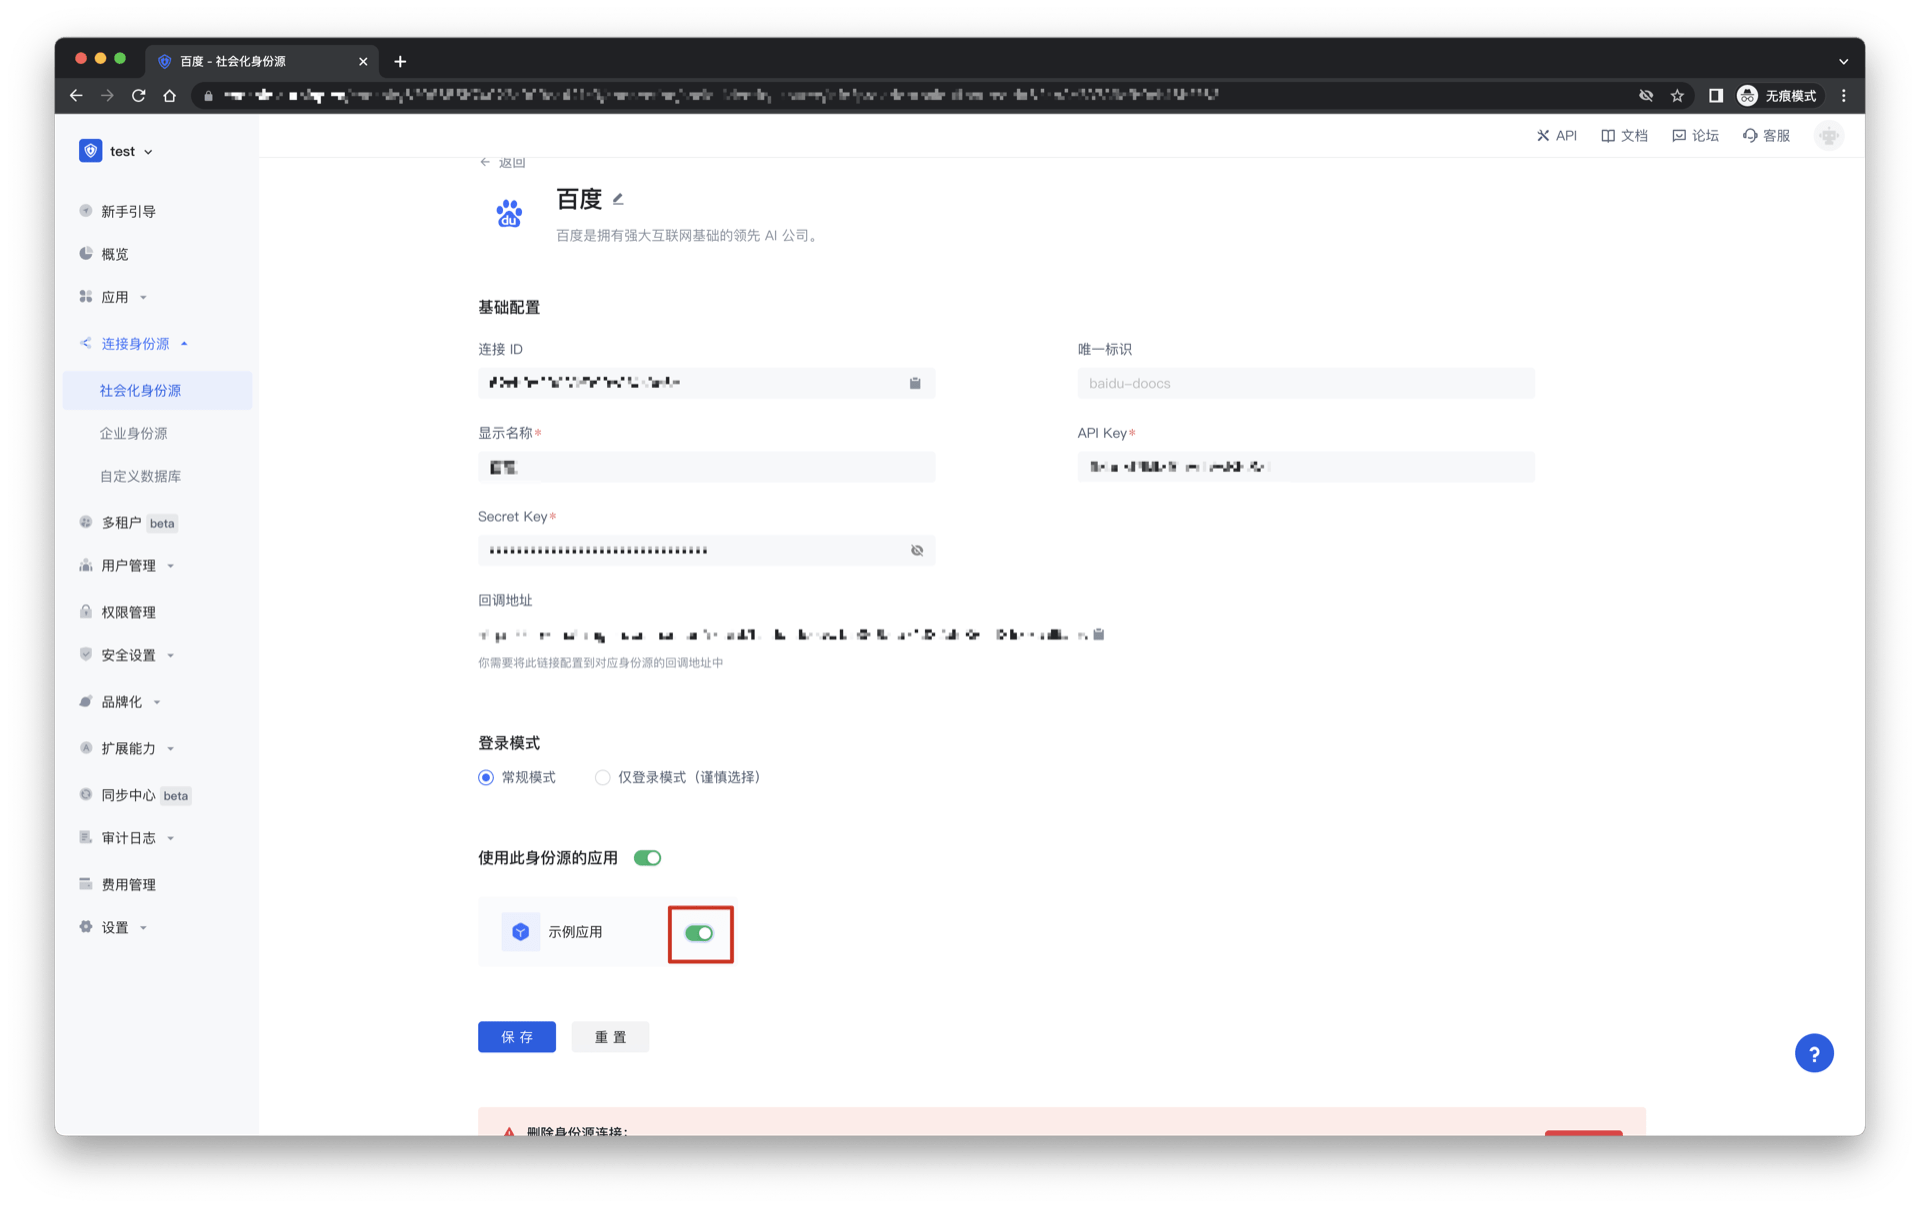 百度 - 社会化身份源
无痕模式
test
API
文档
论坛
客服
新手引导
概览
应用
连接身份源
社会化身份源
企业身份源
自定义数据库
多租户 beta
用户管理
权限管理
安全设置
品牌化
扩展能力
同步中心 beta
审计日志
费用管理
设置
返回
du
百度
百度是拥有强大互联网基础的领先 AI 公司。
基础配置
连接 ID
唯一标识
baidu-doocs
显示名称*
API Key*
Secret Key*
回调地址
你需要将此链接配置到对应身份源的回调地址中
登录模式
常规模式
仅登录模式（谨慎选择）
使用此身份源的应用
示例应用
保 存
重 置
?
删除身份源连接：